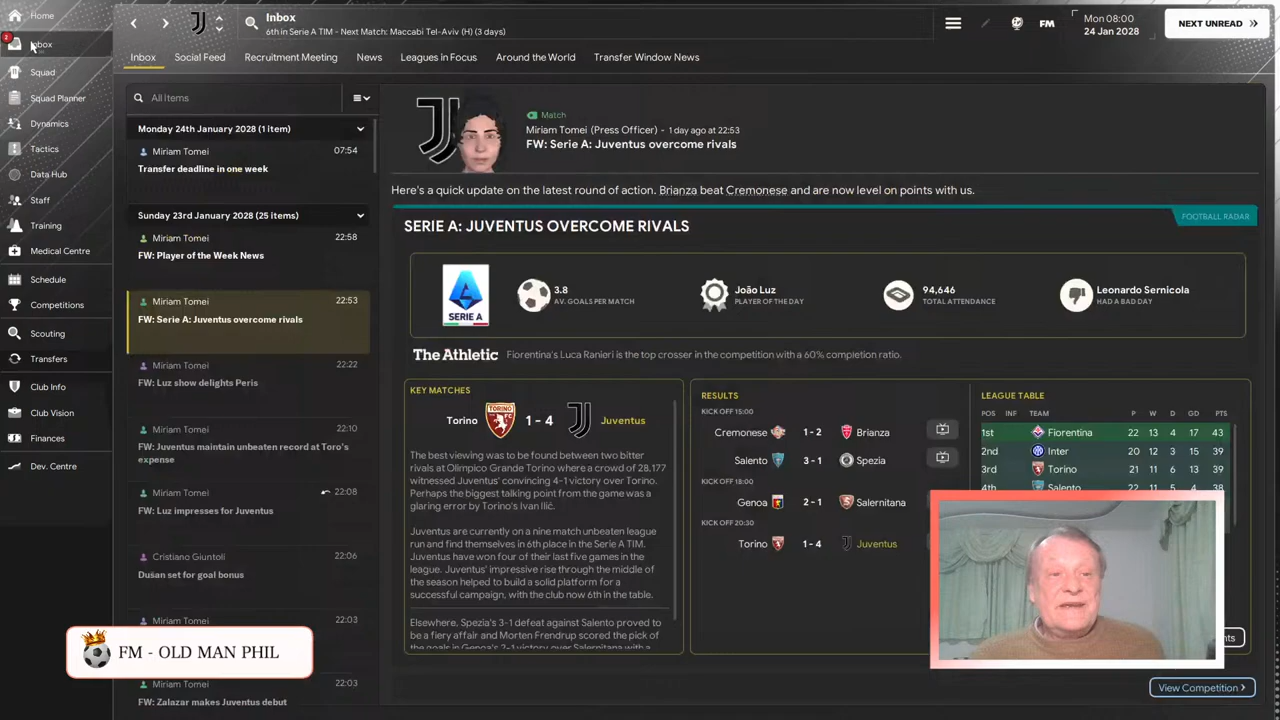 Home
2
Inbox
Squad
Squad Planner
Dynamics
Tactics
Data Hub
Staff
Training
Medical Centre
Schedule
Competitions
Scouting
Transfers
Club Info
Club Vision
Finances
Dev. Centre
Inbox
6th in Serie A TIM - Next Match: Maccabi Tel-Aviv (H) (3 days)
FM
Mon 08:00
24 Jan 2028
NEXT UNREAD
Inbox
Social Feed
Recruitment Meeting
News
Leagues in Focus
Around the World
Transfer Window News
All Items
Monday 24th January 2028 (1 item)
Miriam Tomei 07:54
Transfer deadline in one week
Sunday 23rd January 2028 (25 items)
Miriam Tomei 22:58
FW: Player of the Week News
Miriam Tomei 22:53
FW: Serie A: Juventus overcome rivals
Miriam Tomei 22:22
FW: Luz show delights Peris
Miriam Tomei 22:10
FW: Juventus maintain unbeaten record at Toro's
expense
Miriam Tomei 22:08
FW: Luz impresses for Juventus
Cristiano Giuntoli 22:06
Dušan set for goal bonus
Miriam Tomei 22:03
Miriam Tomei 22:03
FW: Zalazar makes Juventus debut
FM - OLD MAN PHIL
Match
Miriam Tomei (Press Officer) - 1 day ago at 22:53
FW: Serie A: Juventus overcome rivals
Here's a quick update on the latest round of action. Brianza beat Cremonese and are now level on points with us.
FOOTBALL RADAR
SERIE A: JUVENTUS OVERCOME RIVALS
SERIE A
3.8
AV. GOALS PER MATCH
João Luz
PLAYER OF THE DAY
94,646
TOTAL ATTENDANCE
Leonardo Sernicola
HAD A BAD DAY
The Athletic Fiorentina's Luca Ranieri is the top crosser in the competition with a 60% completion ratio.
KEY MATCHES
Torino 1 - 4 Juventus
The best viewing was to be found between two bitter
rivals at Olimpico Grande Torino where a crowd of 28,177
witnessed Juventus' convincing 4-1 victory over Torino.
Perhaps the biggest talking point from the game was a
glaring error by Torino's Ivan Ilić.
Juventus are currently on a nine match unbeaten league
run and find themselves in 6th place in the Serie A TIM.
Juventus have won four of their last five games in the
league. Juventus' impressive rise through the middle of
the season helped to build a solid platform for a
successful campaign, with the club now 6th in the table.
Elsewhere, Spezia's 3-1 defeat against Salento proved to
be a fiery affair and Morten Frendrup scored the pick of
the goals in Genoa's 2-1 victory over Salernitana with a
RESULTS
KICK OFF 15:00
Cremonese 1 - 2 Brianza
Salento 3 - 1 Spezia
KICK OFF 18:00
Genoa 2 - 1 Salernitana
KICK OFF 20:30
Torino 1 - 4 Juventus
LEAGUE TABLE
POS INF TEAM P W D GD PTS
1st Fiorentina 22 13 4 17 43
2nd Inter 20 12 3 15 39
3rd Torino 21 11 6 13 39
4th Salento 22 11 5 4 38
View Competition